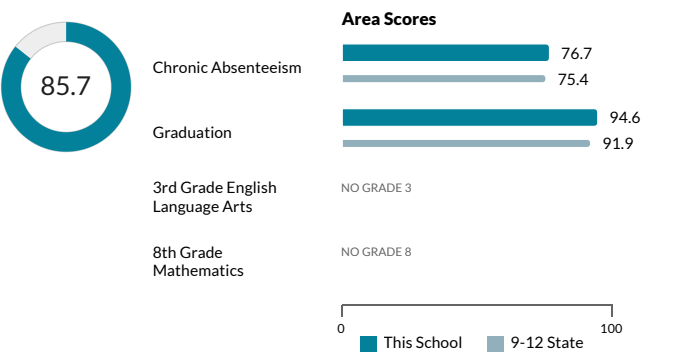 Area Scores
85.7
Chronic Absenteeism
76.7
75.4
Graduation
94.6
91.9
3rd Grade English
Language Arts
NO GRADE 3
8th Grade
Mathematics
NO GRADE 8
0 100
This School 9-12 State